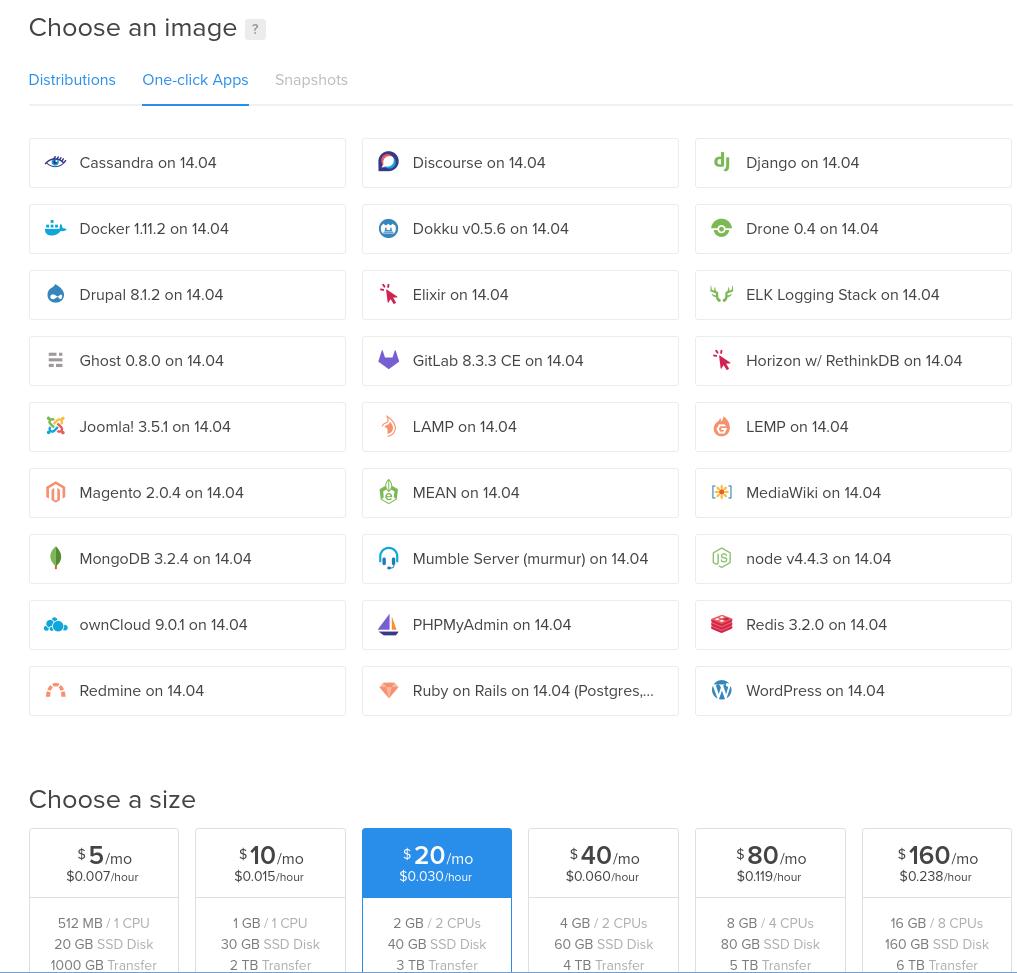 Choose an image ?
Distributions One-click Apps Snapshots
Cassandra on 14.04 Discourse on 14.04 Django on 14.04
Docker 1.11.2 on 14.04 Dokku v0.5.6 on 14.04 Drone 0.4 on 14.04
Drupal 8.1.2 on 14.04 Elixir on 14.04 ELK Logging Stack on 14.04
Ghost 0.8.0 on 14.04 GitLab 8.3.3 CE on 14.04 Horizon w/ RethinkDB on 14.04
Joomla! 3.5.1 on 14.04 LAMP on 14.04 LEMP on 14.04
Magento 2.0.4 on 14.04 MEAN on 14.04 MediaWiki on 14.04
MongoDB 3.2.4 on 14.04 Mumble Server (murmur) on 14.04 node v4.4.3 on 14.04
ownCloud 9.0.1 on 14.04 PHPMyAdmin on 14.04 Redis 3.2.0 on 14.04
Redmine on 14.04 Ruby on Rails on 14.04 (Postgres,... WordPress on 14.04
Choose a size
$ 5/mo $ 10/mo $ 20/mo $ 40/mo $ 80/mo $ 160/mo
$0.007/hour $0.015/hour $0.030/hour $0.060/hour $0.119/hour $0.238/hour
512 MB / 1 CPU 1 GB / 1 CPU 2 GB / 2 CPUs 4 GB / 2 CPUs 8 GB / 4 CPUs 16 GB / 8 CPUs
20 GB SSD Disk 30 GB SSD Disk 40 GB SSD Disk 60 GB SSD Disk 80 GB SSD Disk 160 GB SSD Disk
1000 GB Transfer 2 TB Transfer 3 TB Transfer 4 TB Transfer 5 TB Transfer 6 TB Transfer